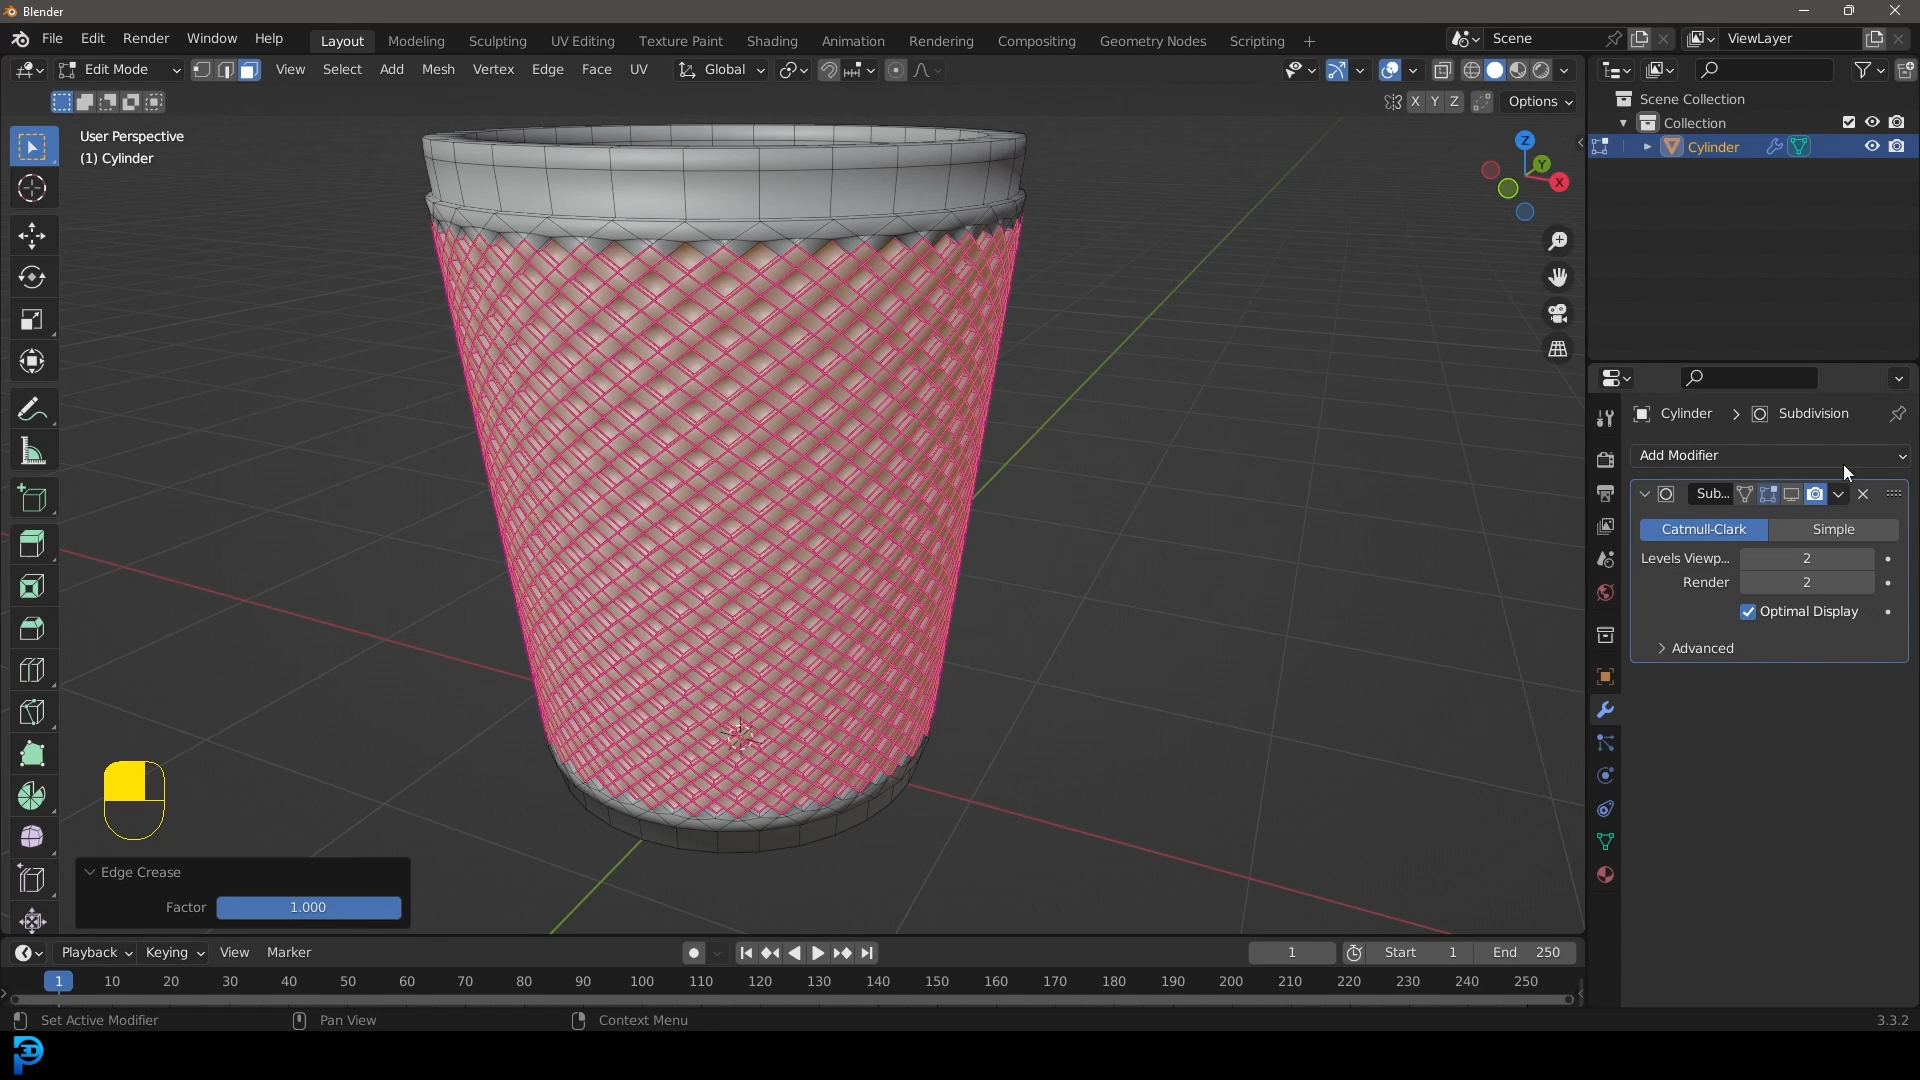 Blender
File Edit Render Window Help
Layout Modeling Sculpting UV Editing Texture Paint Shading Animation Rendering Compositing Geometry Nodes Scripting +
Scene
ViewLayer
Edit Mode
View Select Add Mesh Vertex Edge Face UV
Global
X Y Z
Options
User Perspective
(1) Cylinder
Z
Y
X
Scene Collection
Collection
Cylinder
Cylinder > Subdivision
Add Modifier
Sub...
Catmull-Clark Simple
Levels Viewp... 2
Render 2
Optimal Display
Advanced
Edge Crease
Factor 1.000
Playback Keying View Marker
1
Start 1
End 250
1 10 20 30 40 50 60 70 80 90 100 110 120 130 140 150 160 170 180 190 200 210 220 230 240 250
Set Active Modifier
Pan View
Context Menu
3.3.2
3D